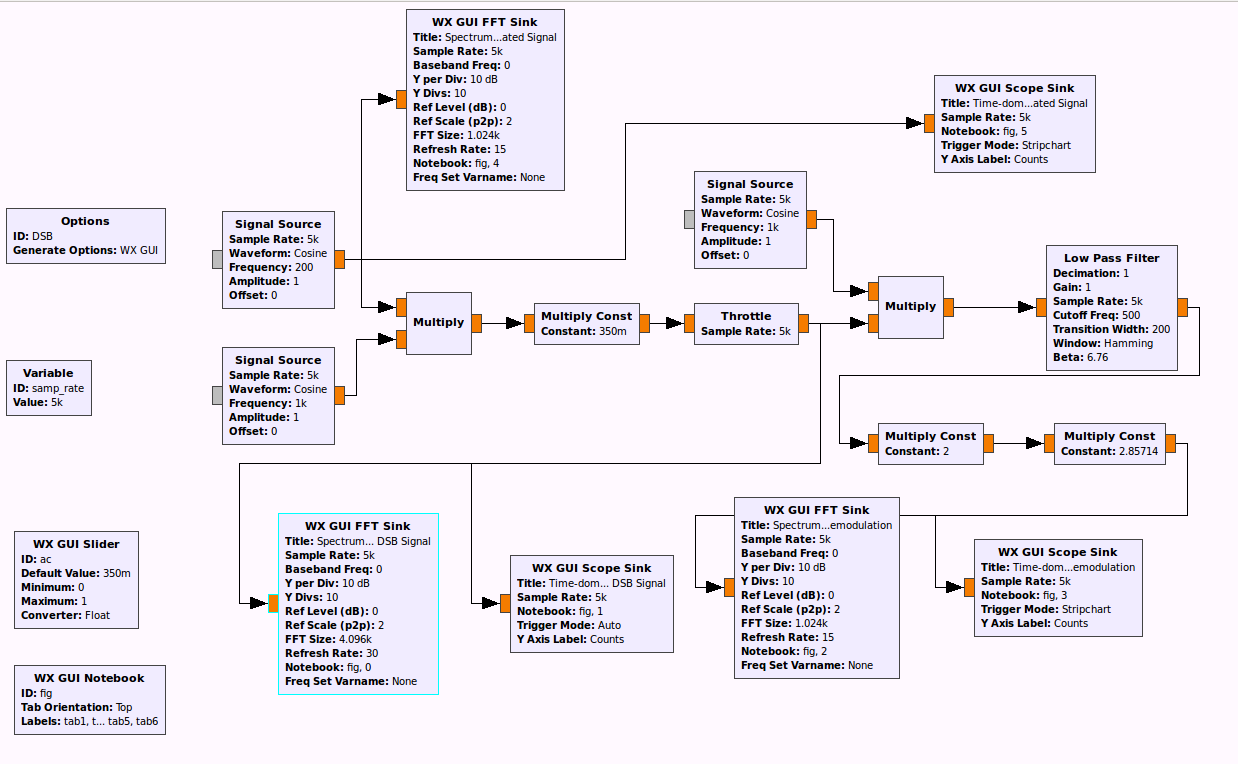 WX GUI FFT Sink
Title: Spectrum...ated Signal
Sample Rate: 5k
Baseband Freq: 0
Y per Div: 10 dB
Y Divs: 10
Ref Level (dB): 0
Ref Scale (p2p): 2
FFT Size: 1.024k
Refresh Rate: 15
Notebook: fig, 4
Freq Set Varname: None
WX GUI Scope Sink
Title: Time-dom...ated Signal
Sample Rate: 5k
Notebook: fig, 5
Trigger Mode: Stripchart
Y Axis Label: Counts
Options
ID: DSB
Generate Options: WX GUI
Signal Source
Sample Rate: 5k
Waveform: Cosine
Frequency: 200
Amplitude: 1
Offset: 0
Signal Source
Sample Rate: 5k
Waveform: Cosine
Frequency: 1k
Amplitude: 1
Offset: 0
Low Pass Filter
Decimation: 1
Gain: 1
Sample Rate: 5k
Cutoff Freq: 500
Transition Width: 200
Window: Hamming
Beta: 6.76
Multiply
Multiply Const
Constant: 350m
Throttle
Sample Rate: 5k
Multiply
Variable
ID: samp_rate
Value: 5k
Signal Source
Sample Rate: 5k
Waveform: Cosine
Frequency: 1k
Amplitude: 1
Offset: 0
Multiply Const
Constant: 2
Multiply Const
Constant: 2.85714
WX GUI Slider
ID: ac
Default Value: 350m
Minimum: 0
Maximum: 1
Converter: Float
WX GUI FFT Sink
Title: Spectrum... DSB Signal
Sample Rate: 5k
Baseband Freq: 0
Y per Div: 10 dB
Y Divs: 10
Ref Level (dB): 0
Ref Scale (p2p): 2
FFT Size: 4.096k
Refresh Rate: 30
Notebook: fig, 0
Freq Set Varname: None
WX GUI Scope Sink
Title: Time-dom... DSB Signal
Sample Rate: 5k
Notebook: fig, 1
Trigger Mode: Auto
Y Axis Label: Counts
WX GUI FFT Sink
Title: Spectrum...emodulation
Sample Rate: 5k
Baseband Freq: 0
Y per Div: 10 dB
Y Divs: 10
Ref Level (dB): 0
Ref Scale (p2p): 2
FFT Size: 1.024k
Refresh Rate: 15
Notebook: fig, 2
Freq Set Varname: None
WX GUI Scope Sink
Title: Time-dom...emodulation
Sample Rate: 5k
Notebook: fig, 3
Trigger Mode: Stripchart
Y Axis Label: Counts
WX GUI Notebook
ID: fig
Tab Orientation: Top
Labels: tab1, t... tab5, tab6